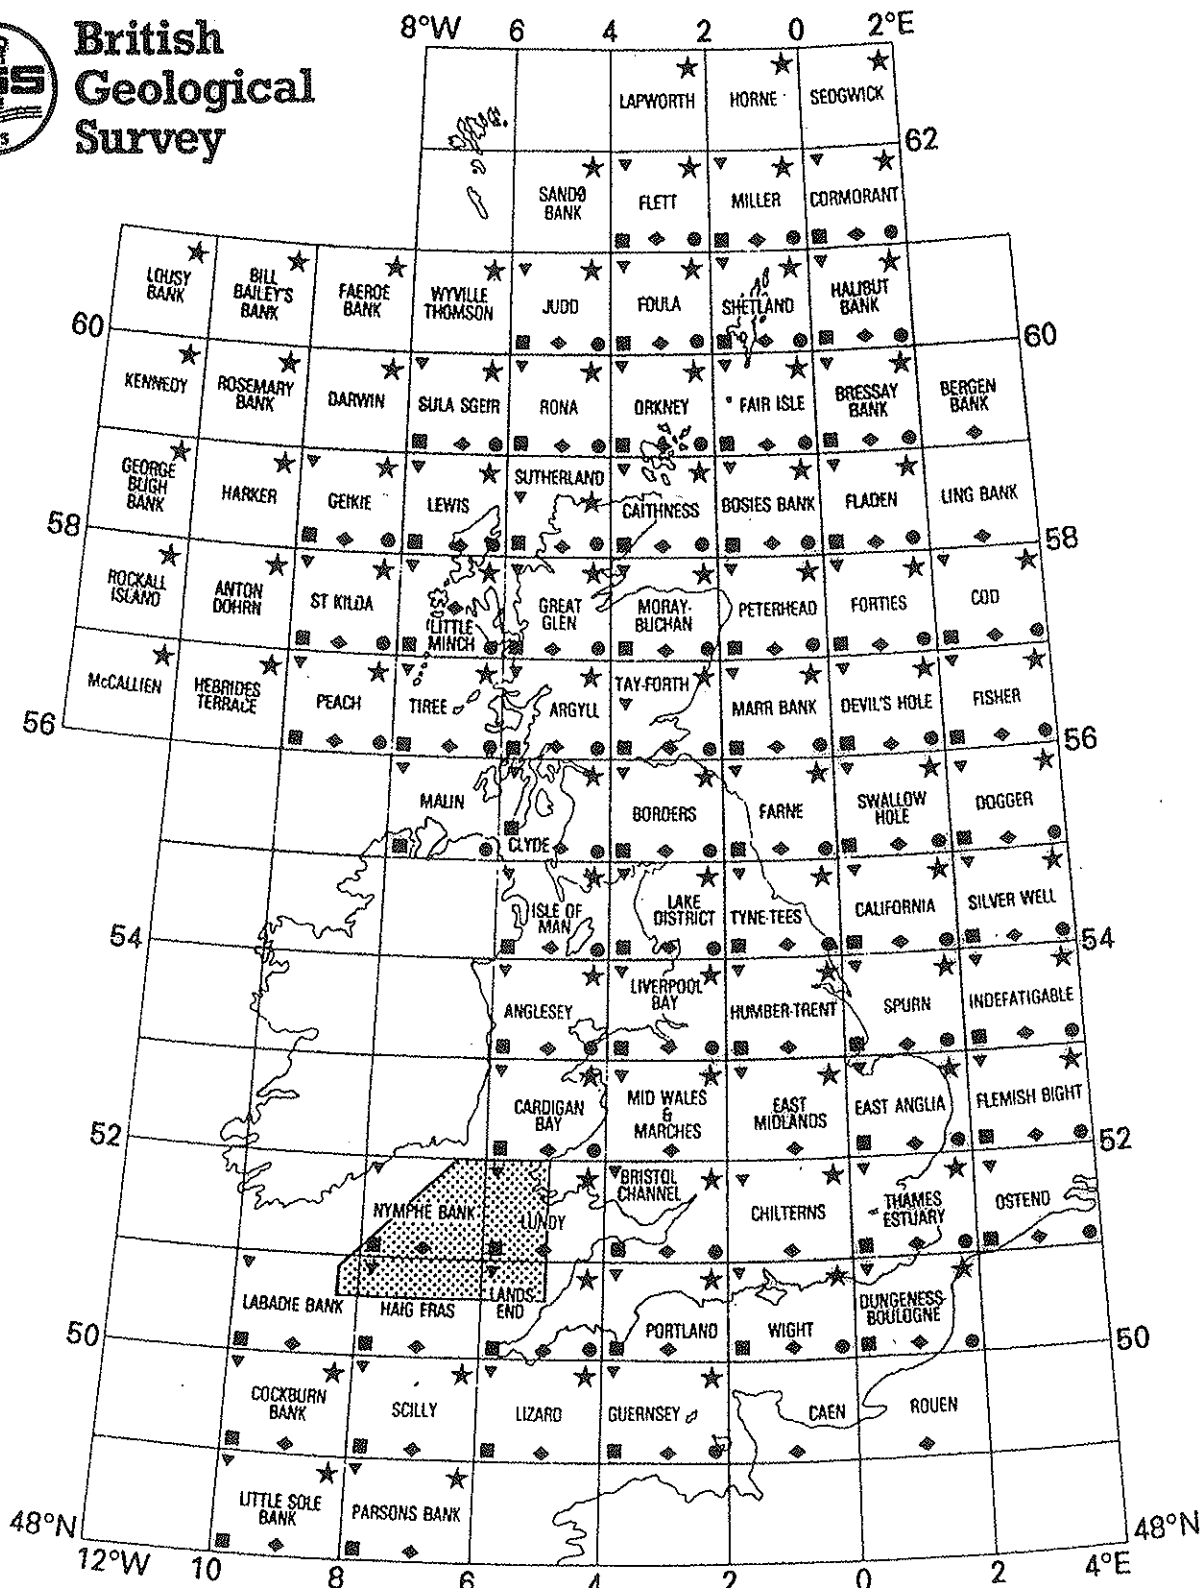 British
Geological
Survey
8°W 6 4 2 0 2°E
LAPWORTH HORNE SEDGWICK
62
SANDØ
BANK
FLETT MILLER CORMORANT
LOUSY
BANK
BILL
BAILEY'S
BANK
FAEROE
BANK
WYVILLE
THOMSON
JUDD FOULA SHETLAND
HALIBUT
BANK
60 60
KENNEDY
ROSEMARY
BANK
DARWIN SULA SGEIR RONA ORKNEY FAIR ISLE
BRESSAY
BANK
BERGEN
BANK
GEORGE
BLIGH
BANK
HARKER GEIKIE LEWIS SUTHERLAND CAITHNESS BOSIES BANK FLADEN LING BANK
58 58
ROCKALL
ISLAND
ANTON
DOHRN
ST KILDA
LITTLE
MINCH
GREAT
GLEN
MORAY-
BUCHAN
PETERHEAD FORTIES COD
McCALLIEN
HEBRIDES
TERRACE
PEACH TIREE ARGYLL TAY-FORTH MARR BANK DEVIL'S HOLE FISHER
56 56
MALIN CLYDE BORDERS FARNE
SWALLOW
HOLE
DOGGER
ISLE OF
MAN
LAKE
DISTRICT
TYNE-TEES CALIFORNIA SILVER WELL
54 54
ANGLESEY
LIVERPOOL
BAY
HUMBER-TRENT SPURN INDEFATIGABLE
CARDIGAN
BAY
MID WALES
&
MARCHES
EAST
MIDLANDS
EAST ANGLIA FLEMISH BIGHT
52 52
NYMPHE BANK LUNDY
BRISTOL
CHANNEL
CHILTERNS
THAMES
ESTUARY
OSTEND
LABADIE BANK HAIG FRAS
LANDS-
END
PORTLAND WIGHT
DUNGENESS-
BOULOGNE
50 50
COCKBURN
BANK
SCILLY LIZARD GUERNSEY CAEN ROUEN
LITTLE SOLE
BANK
PARSONS BANK
48°N 48°N
12°W 10 8 6 4 2 0 2 4°E